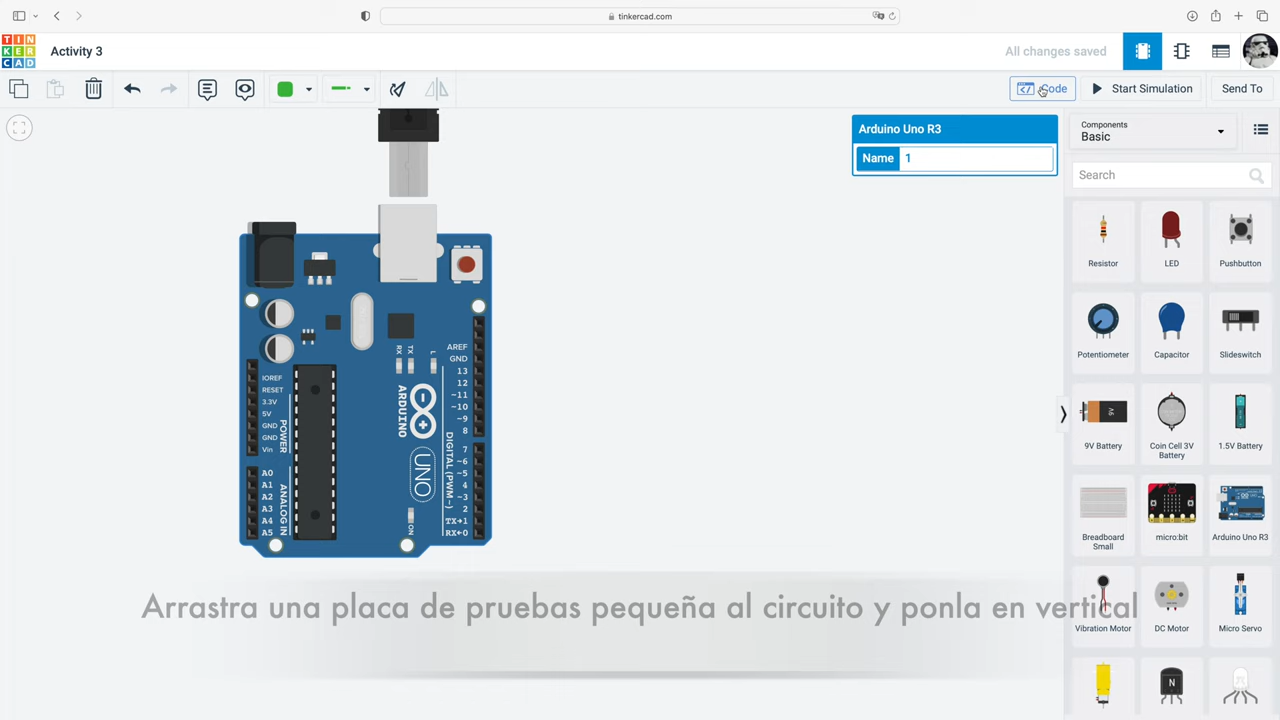 tinkercad.com
TIN
KER
CAD
Activity 3
All changes saved
Code
Start Simulation
Send To
Arduino Uno R3
Name 1
Components
Basic
Search
Resistor
LED
Pushbutton
Potentiometer
Capacitor
Slideswitch
9V Battery
Coin Cell 3V
Battery
1.5V Battery
Breadboard
Small
micro:bit
Arduino Uno R3
Vibration Motor
DC Motor
Micro Servo
N
AREF
GND
13
12
~11
~10
~9
8
7
~6
~5
4
~3
2
TX→1
RX←0
DIGITAL (PWM~)
IOREF
RESET
3.3V
5V
GND
GND
Vin
POWER
A0
A1
A2
A3
A4
A5
ANALOG IN
RX
TX
L
ARDUINO
UNO
ON
Arrastra una placa de pruebas pequeña al circuito y ponla en vertical